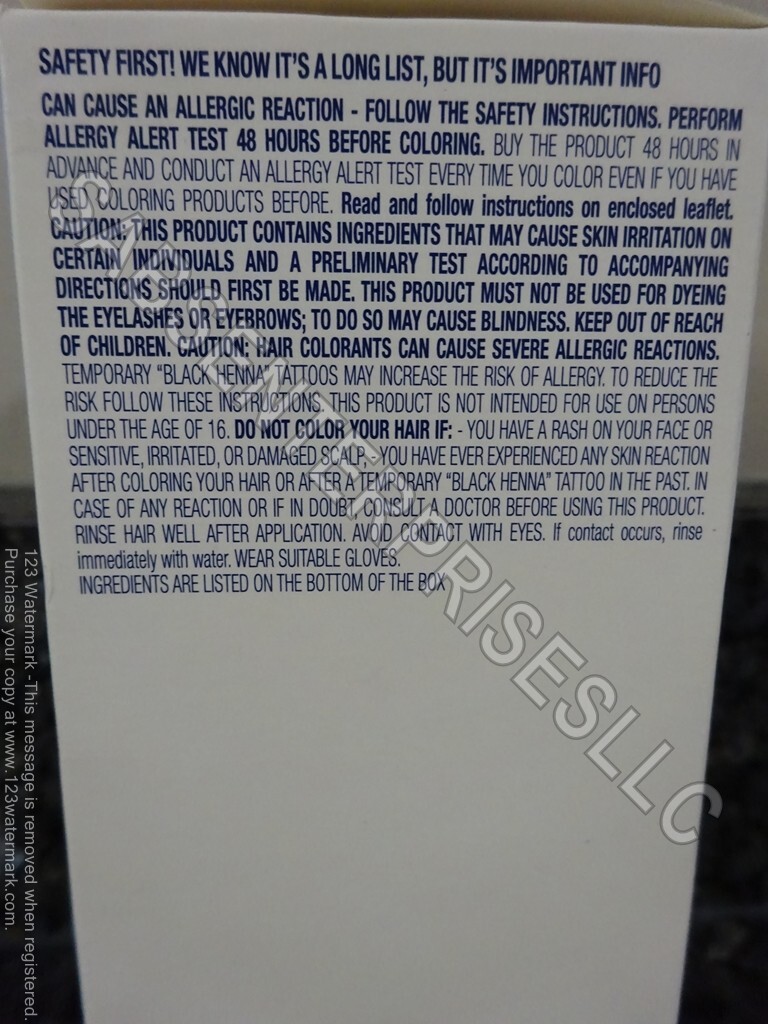 SAFETY FIRST! WE KNOW IT'S A LONG LIST, BUT IT'S IMPORTANT INFO
CAN CAUSE AN ALLERGIC REACTION - FOLLOW THE SAFETY INSTRUCTIONS. PERFORM
ALLERGY ALERT TEST 48 HOURS BEFORE COLORING. BUY THE PRODUCT 48 HOURS IN
ADVANCE AND CONDUCT AN ALLERGY ALERT TEST EVERY TIME YOU COLOR EVEN IF YOU HAVE
USED COLORING PRODUCTS BEFORE. Read and follow instructions on enclosed leaflet.
CAUTION: THIS PRODUCT CONTAINS INGREDIENTS THAT MAY CAUSE SKIN IRRITATION ON
CERTAIN INDIVIDUALS AND A PRELIMINARY TEST ACCORDING TO ACCOMPANYING
DIRECTIONS SHOULD FIRST BE MADE. THIS PRODUCT MUST NOT BE USED FOR DYEING
THE EYELASHES OR EYEBROWS; TO DO SO MAY CAUSE BLINDNESS. KEEP OUT OF REACH
OF CHILDREN. CAUTION: HAIR COLORANTS CAN CAUSE SEVERE ALLERGIC REACTIONS.
TEMPORARY "BLACK HENNA" TATTOOS MAY INCREASE THE RISK OF ALLERGY. TO REDUCE THE
RISK FOLLOW THESE INSTRUCTIONS. THIS PRODUCT IS NOT INTENDED FOR USE ON PERSONS
UNDER THE AGE OF 16. DO NOT COLOR YOUR HAIR IF: - YOU HAVE A RASH ON YOUR FACE OR
SENSITIVE, IRRITATED, OR DAMAGED SCALP. - YOU HAVE EVER EXPERIENCED ANY SKIN REACTION
AFTER COLORING YOUR HAIR OR AFTER A TEMPORARY "BLACK HENNA" TATTOO IN THE PAST. IN
CASE OF ANY REACTION OR IF IN DOUBT, CONSULT A DOCTOR BEFORE USING THIS PRODUCT.
RINSE HAIR WELL AFTER APPLICATION. AVOID CONTACT WITH EYES. If contact occurs, rinse
immediately with water. WEAR SUITABLE GLOVES.
INGREDIENTS ARE LISTED ON THE BOTTOM OF THE BOX
SABSENTERPRISESLLC
123 Watermark -This message is removed when registered.
Purchase your copy at www.123watermark.com.